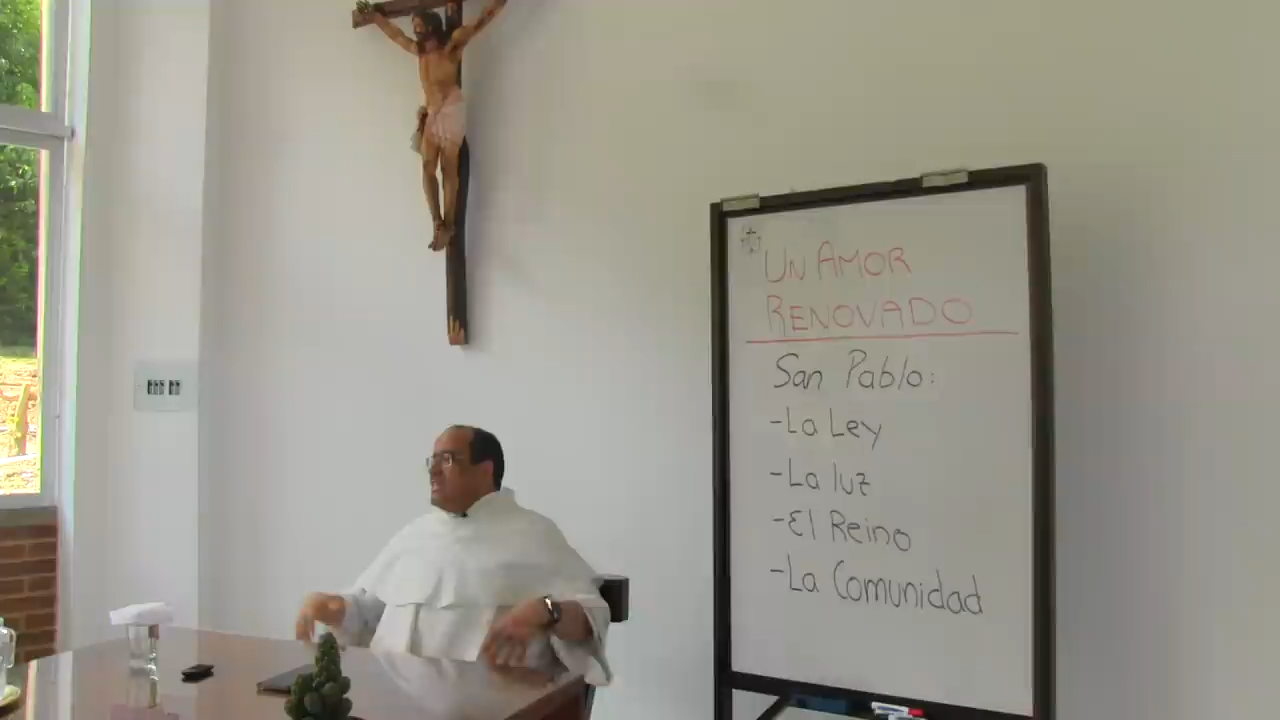 UN AMOR
RENOVADO
San Pablo:
-La Ley
-La luz
-El Reino
-La Comunidad